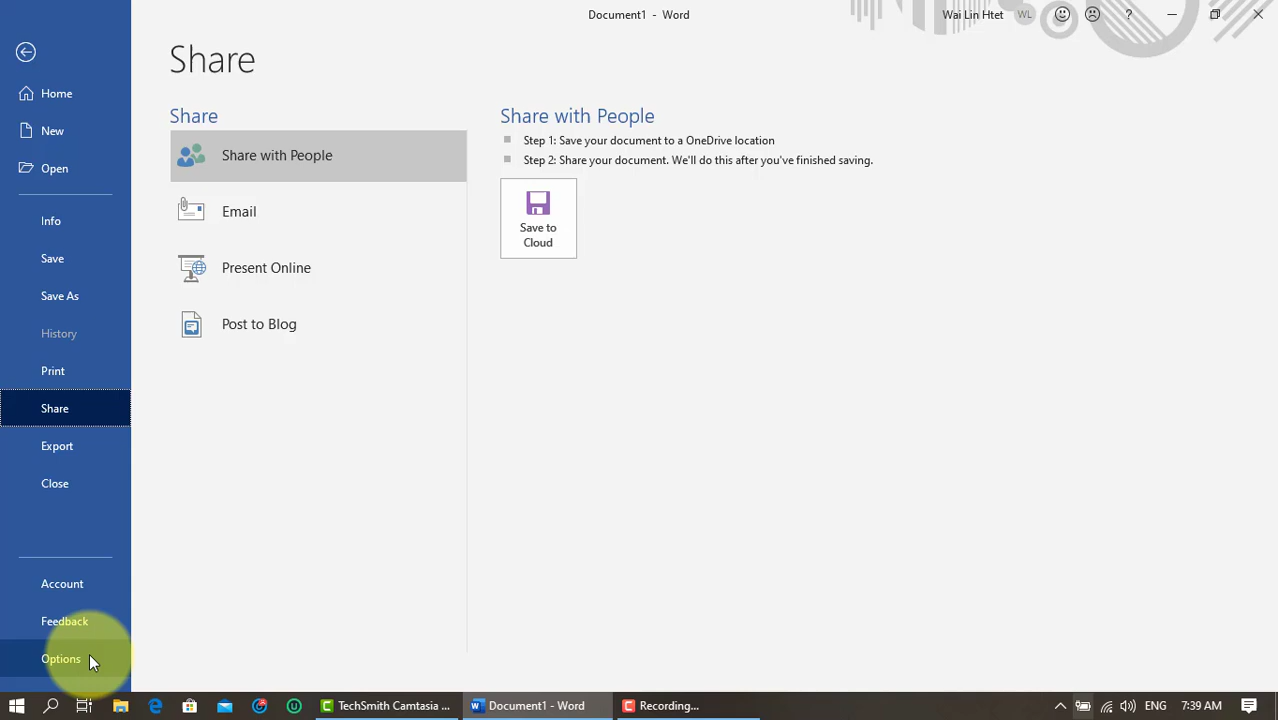 Document1 - Word
Wai Lin Htet WL ?
Share
Home
New
Open
Info
Save
Save As
History
Print
Share
Export
Close
Account
Feedback
Options
Share
Share with People
Email
Present Online
Post to Blog
Share with People
Step 1: Save your document to a OneDrive location
Step 2: Share your document. We'll do this after you've finished saving.
Save to
Cloud
TechSmith Camtasia ...
Document1 - Word
Recording...
ENG
7:39 AM